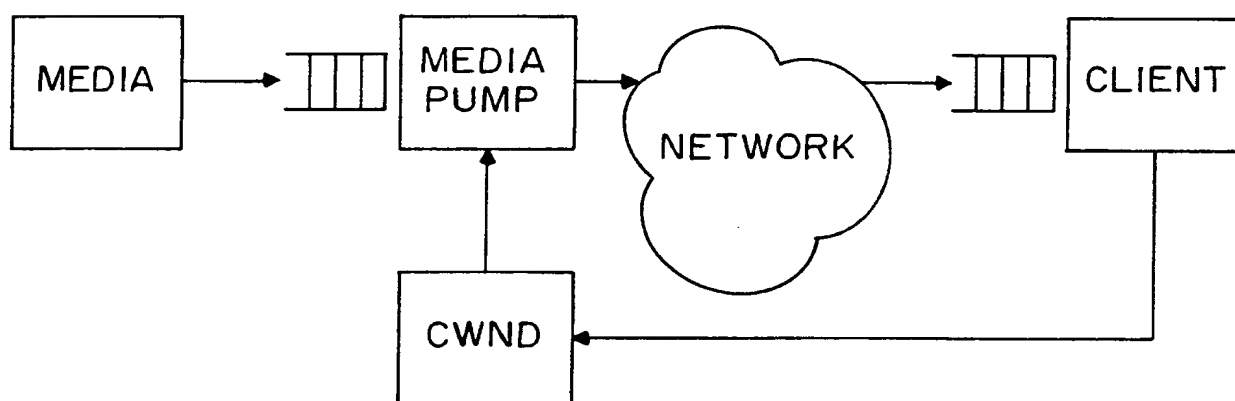 MEDIA
MEDIA
PUMP
NETWORK
CLIENT
CWND